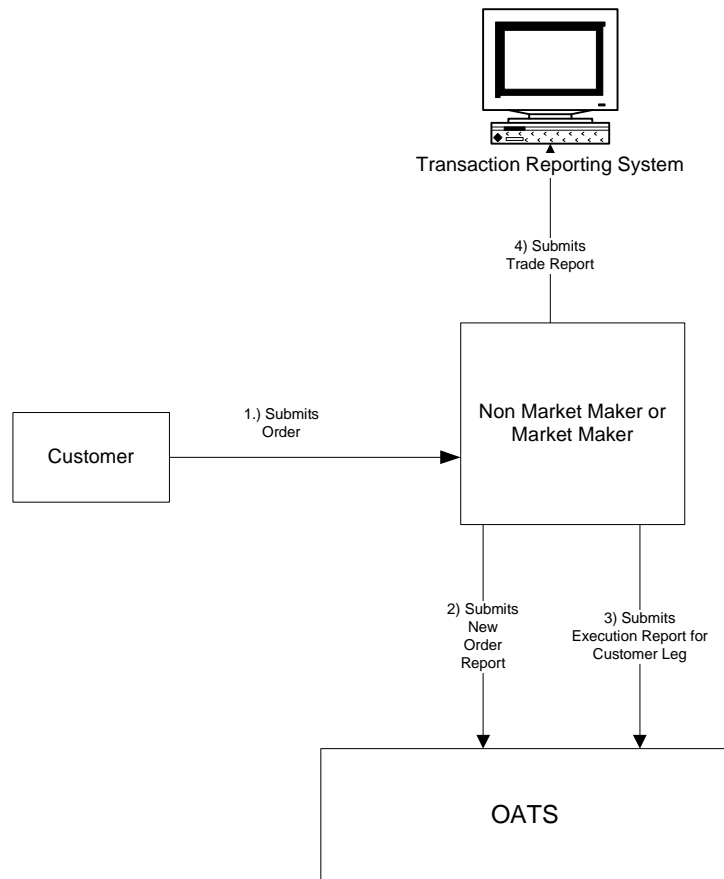 Transaction Reporting System
4) Submits
Trade Report
Non Market Maker or
Market Maker
1.) Submits
Order
Customer
2) Submits
New
Order
Report
3) Submits
Execution Report for
Customer Leg
OATS